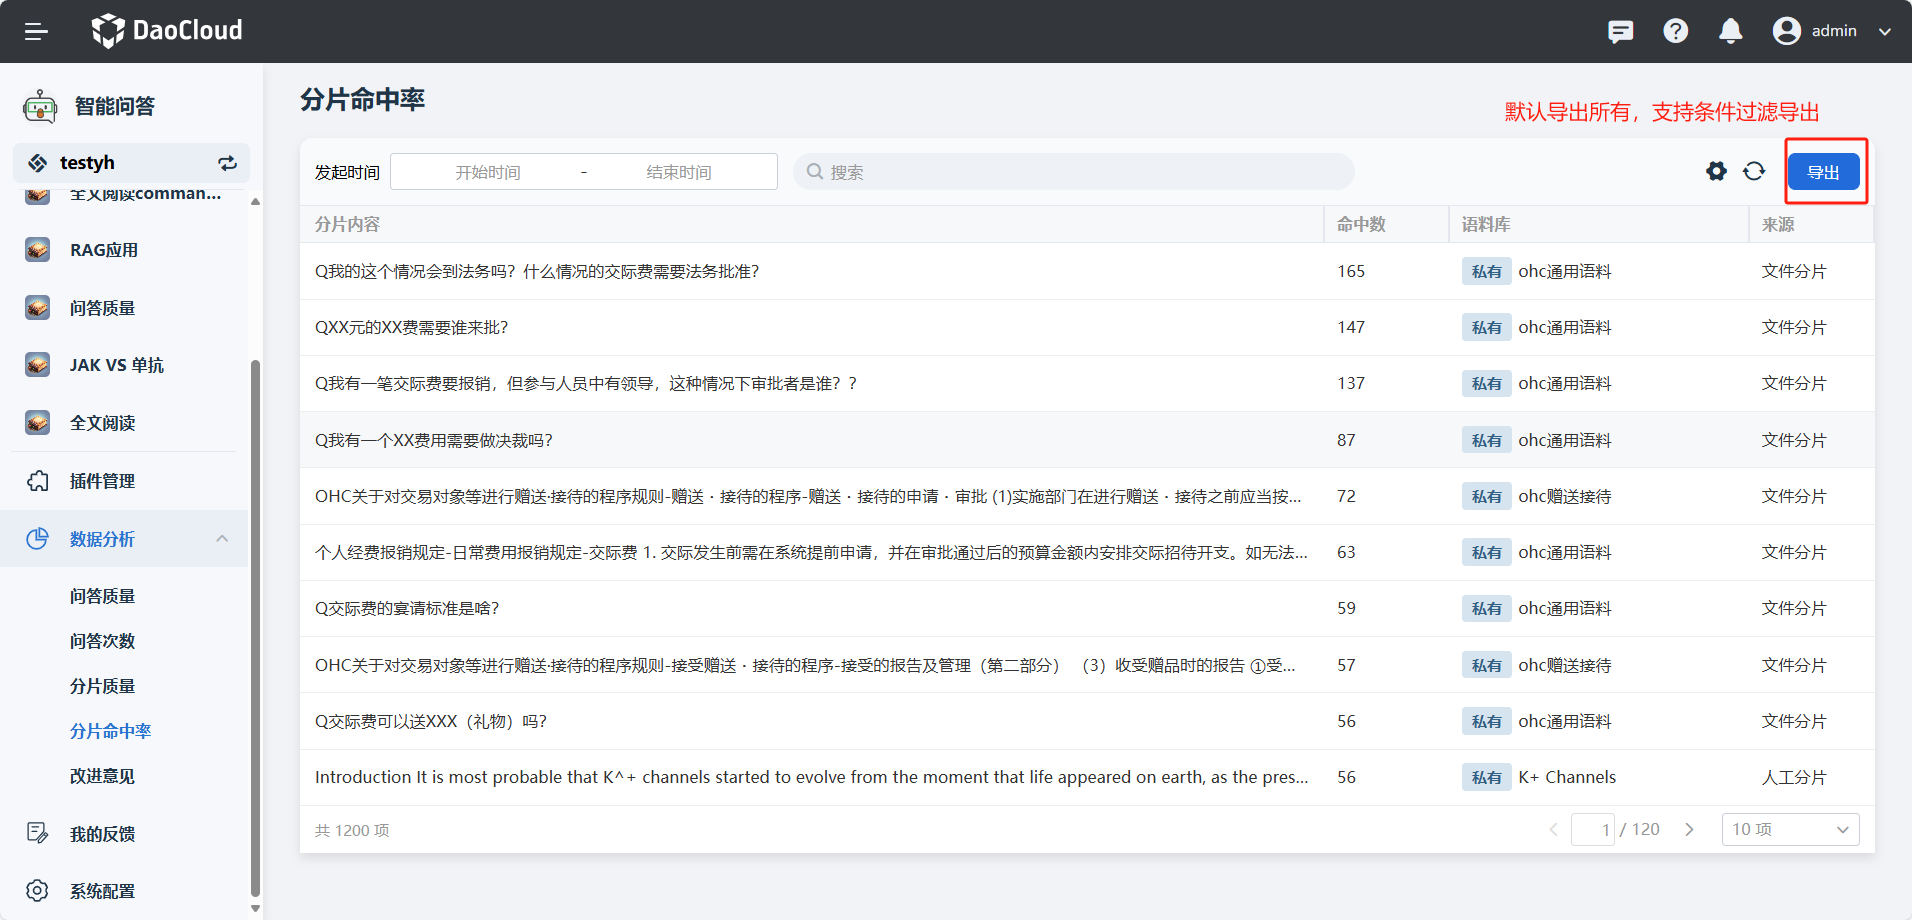 DaoCloud
admin
智能问答
testyh
全文阅读comman...
RAG应用
问答质量
JAK VS 单抗
全文阅读
插件管理
数据分析
问答质量
问答次数
分片质量
分片命中率
改进意见
我的反馈
系统配置
分片命中率
默认导出所有，支持条件过滤导出
发起时间 开始时间 - 结束时间 搜索 导出
分片内容 命中数 语料库 来源
Q我的这个情况会到法务吗？什么情况的交际费需要法务批准？ 165 私有 ohc通用语料 文件分片
QXX元的XX费需要谁来批？ 147 私有 ohc通用语料 文件分片
Q我有一笔交际费要报销，但参与人员中有领导，这种情况下审批者是谁？？ 137 私有 ohc通用语料 文件分片
Q我有一个XX费用需要做决裁吗？ 87 私有 ohc通用语料 文件分片
OHC关于对交易对象等进行赠送·接待的程序规则-赠送・接待的程序-赠送・接待的申请・审批 (1)实施部门在进行赠送・接待之前应当按... 72 私有 ohc赠送接待 文件分片
个人经费报销规定-日常费用报销规定-交际费 1. 交际发生前需在系统提前申请，并在审批通过后的预算金额内安排交际招待开支。如无法... 63 私有 ohc通用语料 文件分片
Q交际费的宴请标准是啥？ 59 私有 ohc通用语料 文件分片
OHC关于对交易对象等进行赠送·接待的程序规则-接受赠送・接待的程序-接受的报告及管理（第二部分） （3）收受赠品时的报告 ①受... 57 私有 ohc赠送接待 文件分片
Q交际费可以送XXX（礼物）吗？ 56 私有 ohc通用语料 文件分片
Introduction It is most probable that K^+ channels started to evolve from the moment that life appeared on earth, as the pres... 56 私有 K+ Channels 人工分片
共 1200 项 1 / 120 10 项